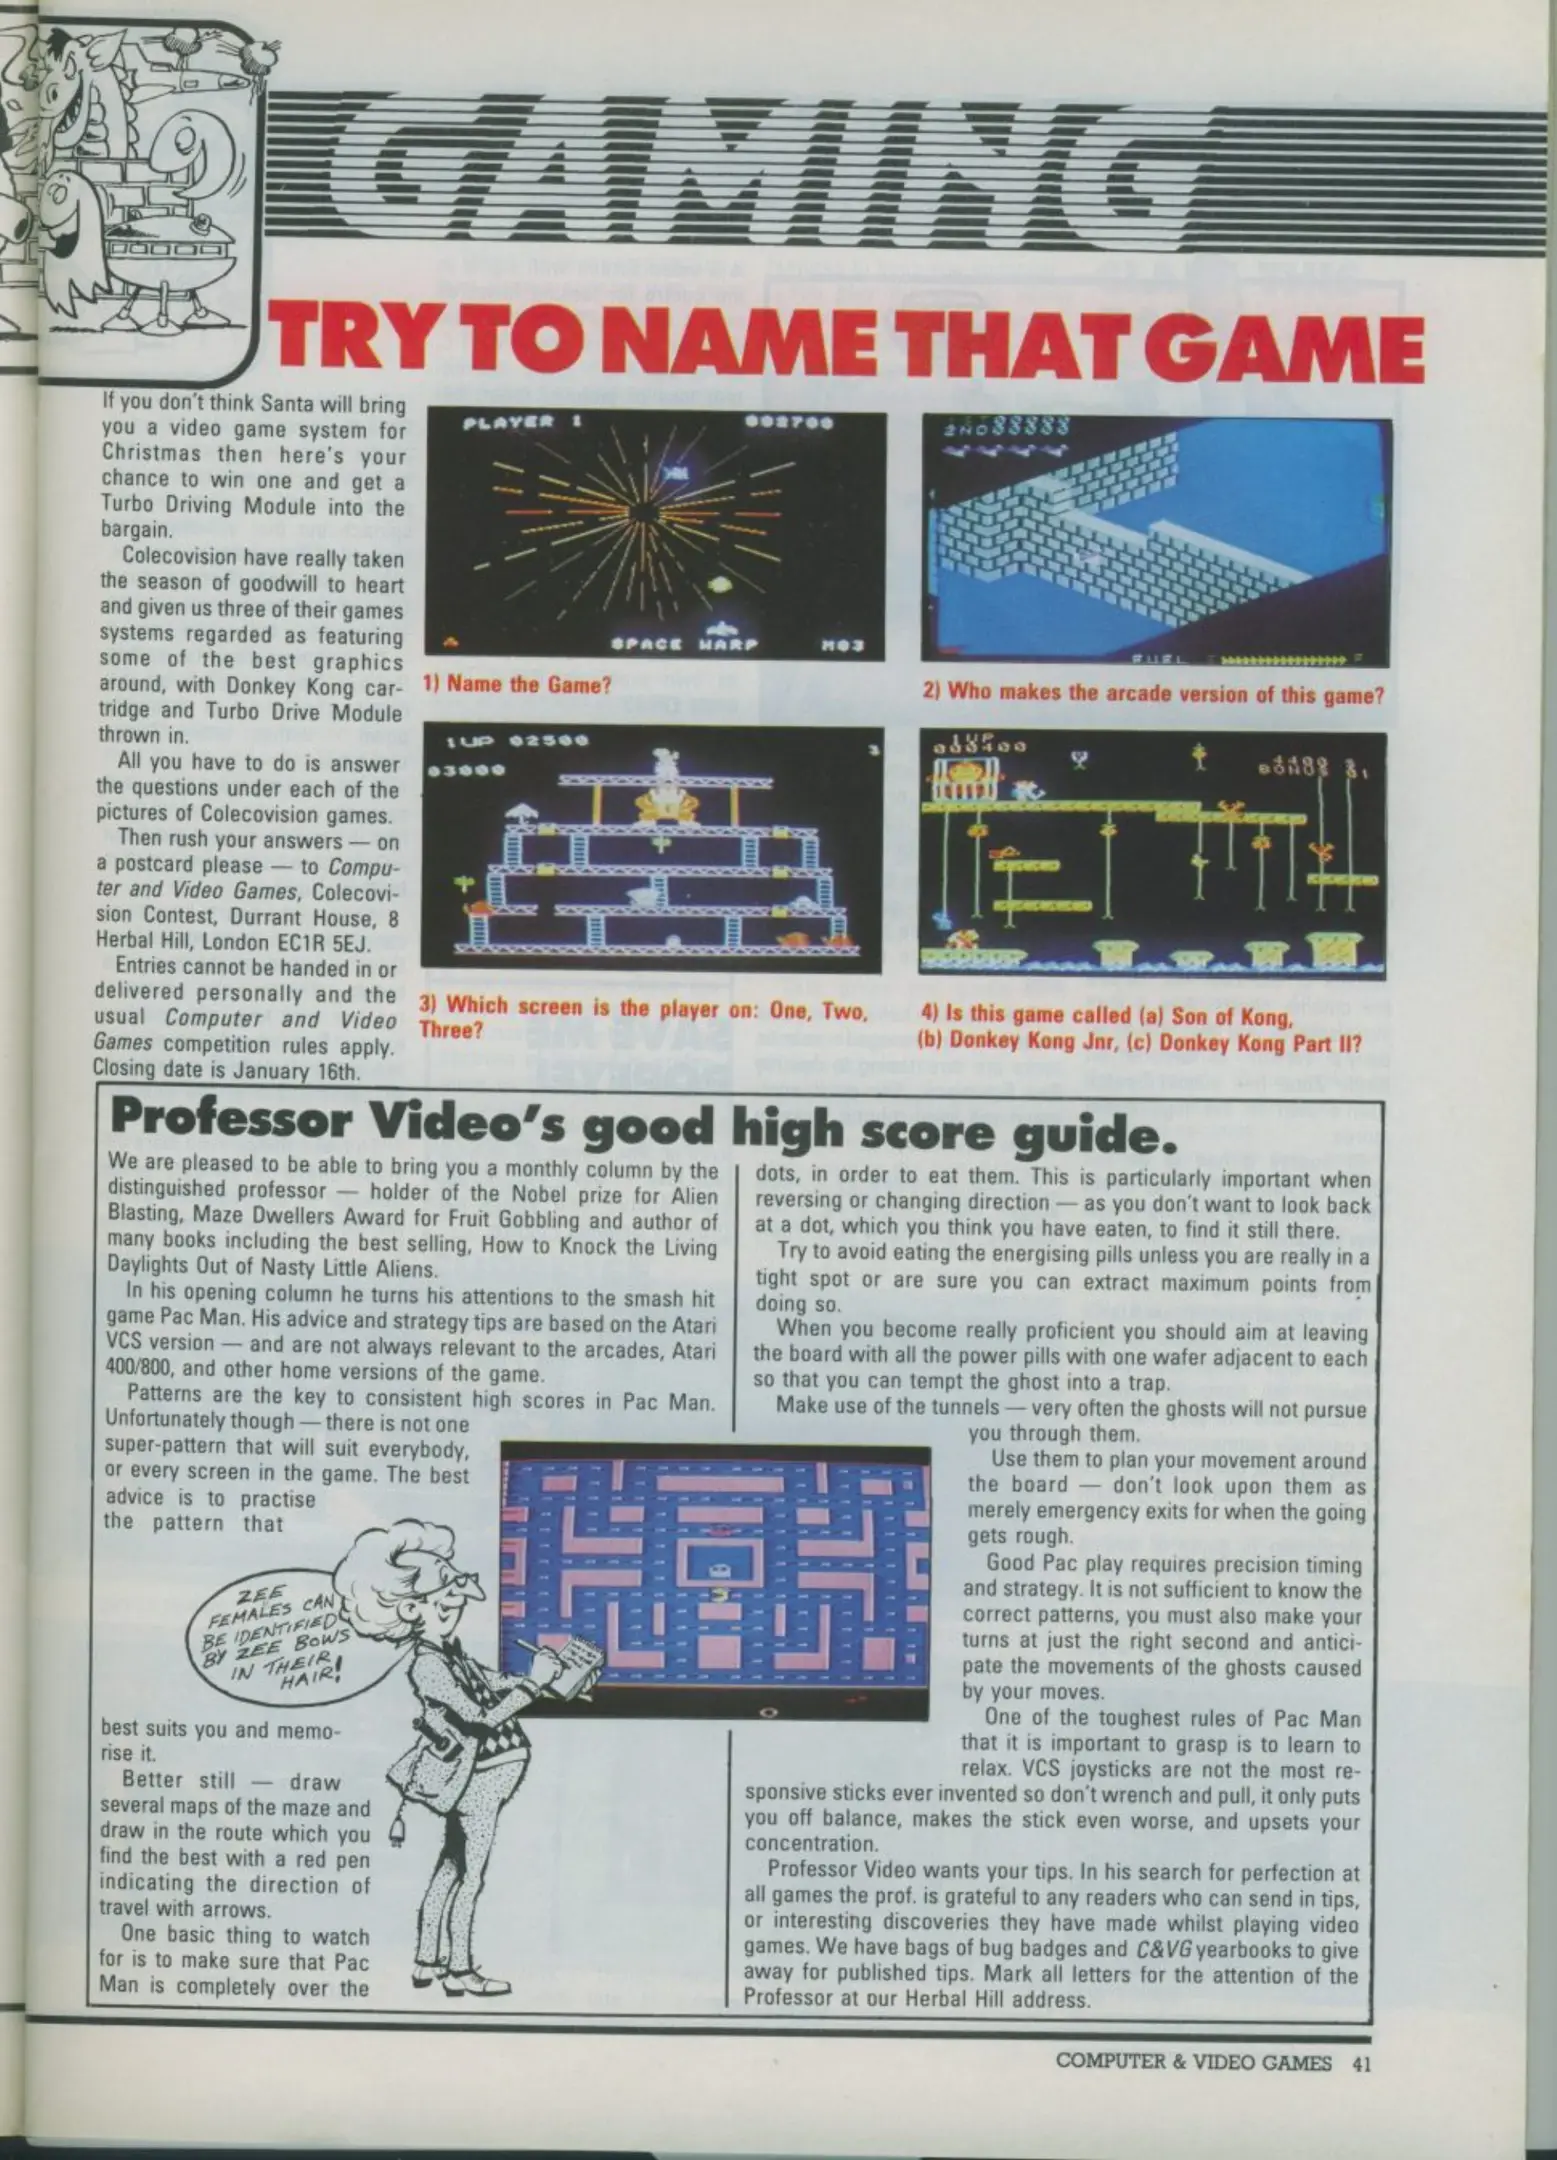 GAMING
TRY TO NAME THAT GAME
If you don't think Santa will bring
you a video game system for
Christmas then here's your
chance to win one and get a
Turbo Driving Module into the
bargain.
Colecovision have really taken
the season of goodwill to heart
and given us three of their games
systems regarded as featuring
some of the best graphics
around, with Donkey Kong car-
tridge and Turbo Drive Module
thrown in.
All you have to do is answer
the questions under each of the
pictures of Colecovision games.
Then rush your answers — on
a postcard please — to Compu-
ter and Video Games, Colecovi-
sion Contest, Durrant House, 8
Herbal Hill, London EC1R 5EJ.
Entries cannot be handed in or
delivered personally and the
usual Computer and Video
Games competition rules apply.
Closing date is January 16th.
PLAYER 1 002700
SPACE WARP M03
1) Name the Game?
2ND
FUEL
2) Who makes the arcade version of this game?
1UP 02500
03000
3
3) Which screen is the player on: One, Two,
Three?
1UP
000400
BONUS
4) Is this game called (a) Son of Kong,
(b) Donkey Kong Jnr, (c) Donkey Kong Part II?
Professor Video's good high score guide.
We are pleased to be able to bring you a monthly column by the
distinguished professor — holder of the Nobel prize for Alien
Blasting, Maze Dwellers Award for Fruit Gobbling and author of
many books including the best selling, How to Knock the Living
Daylights Out of Nasty Little Aliens.
In his opening column he turns his attentions to the smash hit
game Pac Man. His advice and strategy tips are based on the Atari
VCS version — and are not always relevant to the arcades, Atari
400/800, and other home versions of the game.
Patterns are the key to consistent high scores in Pac Man.
Unfortunately though — there is not one
super-pattern that will suit everybody,
or every screen in the game. The best
advice is to practise
the pattern that
ZEE
FEMALES CAN
BE IDENTIFIED
BY ZEE BOWS
IN THEIR
HAIR!
best suits you and memo-
rise it.
Better still — draw
several maps of the maze and
draw in the route which you
find the best with a red pen
indicating the direction of
travel with arrows.
One basic thing to watch
for is to make sure that Pac
Man is completely over the
dots, in order to eat them. This is particularly important when
reversing or changing direction — as you don't want to look back
at a dot, which you think you have eaten, to find it still there.
Try to avoid eating the energising pills unless you are really in a
tight spot or are sure you can extract maximum points from
doing so.
When you become really proficient you should aim at leaving
the board with all the power pills with one wafer adjacent to each
so that you can tempt the ghost into a trap.
Make use of the tunnels — very often the ghosts will not pursue
you through them.
Use them to plan your movement around
the board — don't look upon them as
merely emergency exits for when the going
gets rough.
Good Pac play requires precision timing
and strategy. It is not sufficient to know the
correct patterns, you must also make your
turns at just the right second and antici-
pate the movements of the ghosts caused
by your moves.
One of the toughest rules of Pac Man
that it is important to grasp is to learn to
relax. VCS joysticks are not the most re-
sponsive sticks ever invented so don't wrench and pull, it only puts
you off balance, makes the stick even worse, and upsets your
concentration.
Professor Video wants your tips. In his search for perfection at
all games the prof. is grateful to any readers who can send in tips,
or interesting discoveries they have made whilst playing video
games. We have bags of bug badges and C&VG yearbooks to give
away for published tips. Mark all letters for the attention of the
Professor at our Herbal Hill address.
COMPUTER & VIDEO GAMES 41